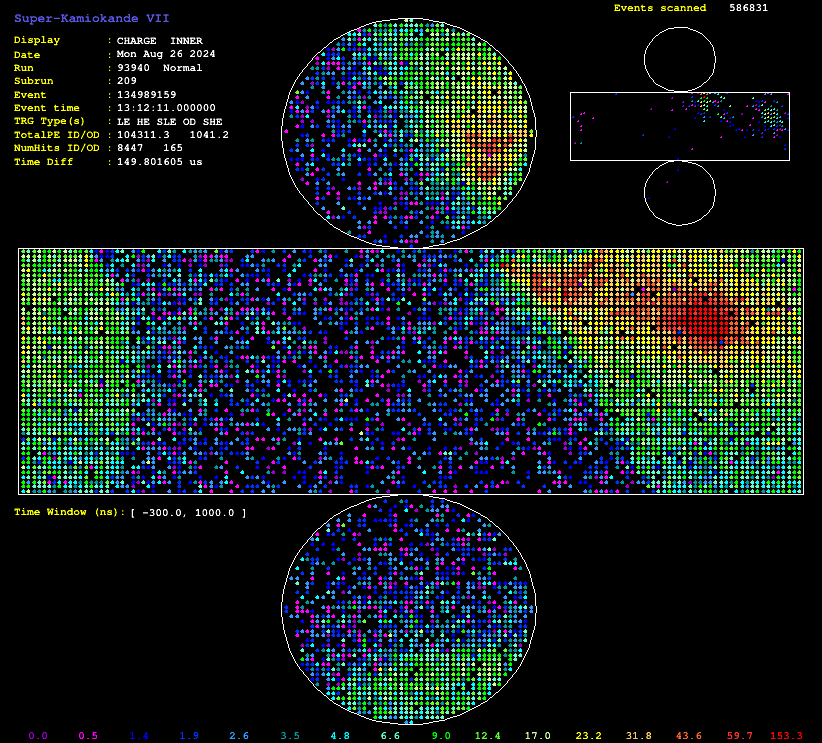 Super-Kamiokande VII
Events scanned 586831
Display : CHARGE INNER
Date : Mon Aug 26 2024
Run : 93940 Normal
Subrun : 209
Event : 134989159
Event time : 13:12:11.000000
TRG Type(s) : LE HE SLE OD SHE
TotalPE ID/OD : 104311.3 1041.2
NumHits ID/OD : 8447 165
Time Diff : 149.801605 us
Time Window (ns): [ -300.0, 1000.0 ]
0.0 0.5 1.4 1.9 2.6 3.5 4.8 6.6 9.0 12.4 17.0 23.2 31.8 43.6 59.7 153.3